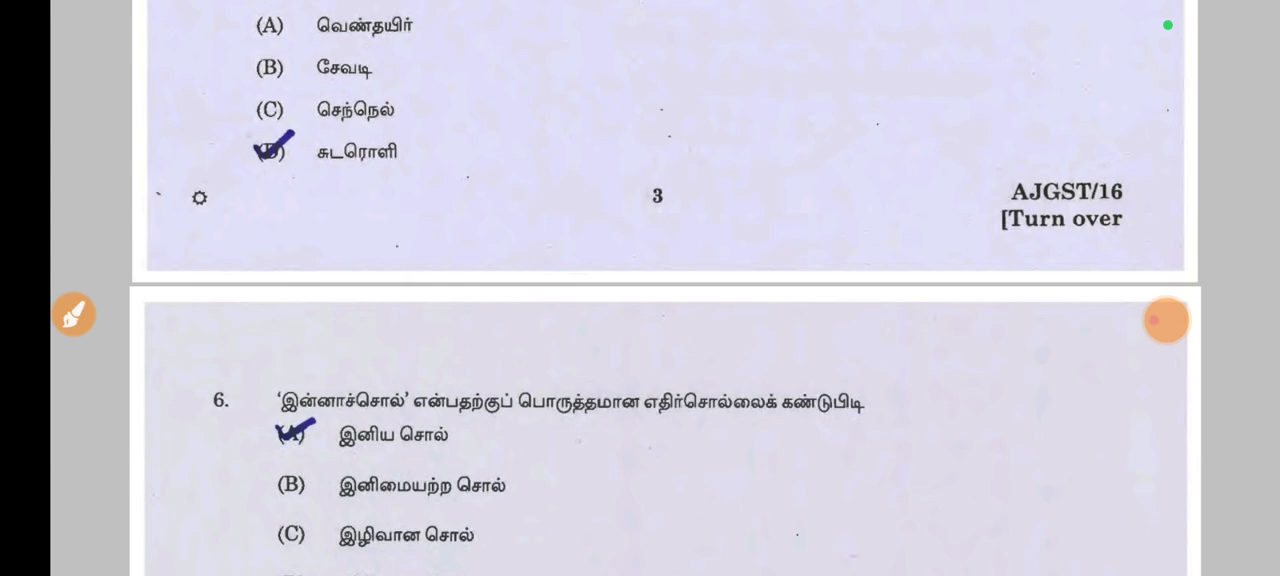 (A) வெண்தயிர்
(B) சேவடி
(C) செந்நெல்
(D) சுடரொளி
3
AJGST/16
[Turn over
6. 'இன்னாச்சொல்' என்பதற்குப் பொருத்தமான எதிர்சொல்லைக் கண்டுபிடி
(A) இனிய சொல்
(B) இனிமையற்ற சொல்
(C) இழிவான சொல்